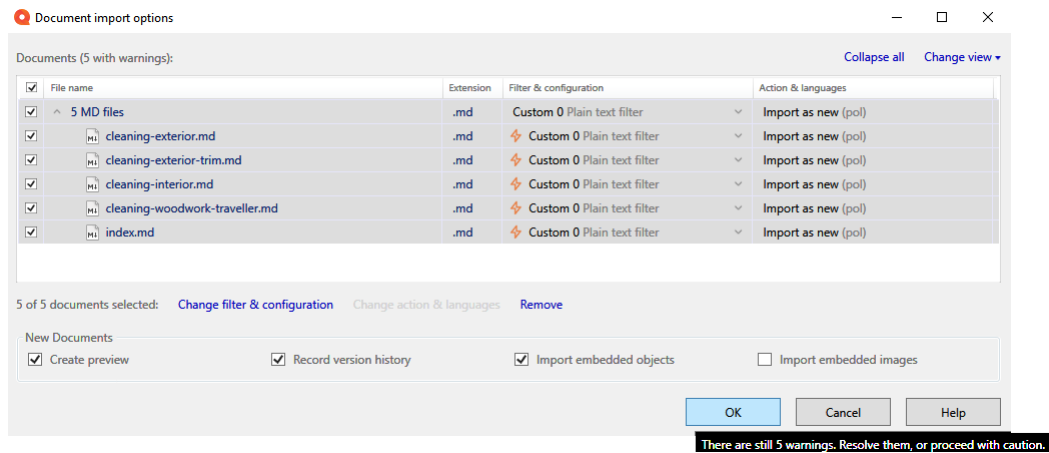 Document import options
Documents (5 with warnings):
Collapse all
Change view
File name Extension Filter & configuration Action & languages
5 MD files .md Custom 0 Plain text filter Import as new (pol)
cleaning-exterior.md .md Custom 0 Plain text filter Import as new (pol)
cleaning-exterior-trim.md .md Custom 0 Plain text filter Import as new (pol)
cleaning-interior.md .md Custom 0 Plain text filter Import as new (pol)
cleaning-woodwork-traveller.md .md Custom 0 Plain text filter Import as new (pol)
index.md .md Custom 0 Plain text filter Import as new (pol)
5 of 5 documents selected: Change filter & configuration Change action & languages Remove
New Documents
Create preview Record version history Import embedded objects Import embedded images
OK Cancel Help
There are still 5 warnings. Resolve them, or proceed with caution.